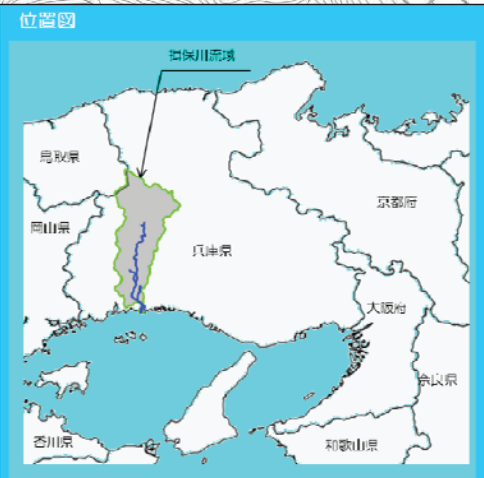 位置図
揖保川流域
鳥取県
京都府
岡山県
兵庫県
大阪府
奈良県
香川県
和歌山県